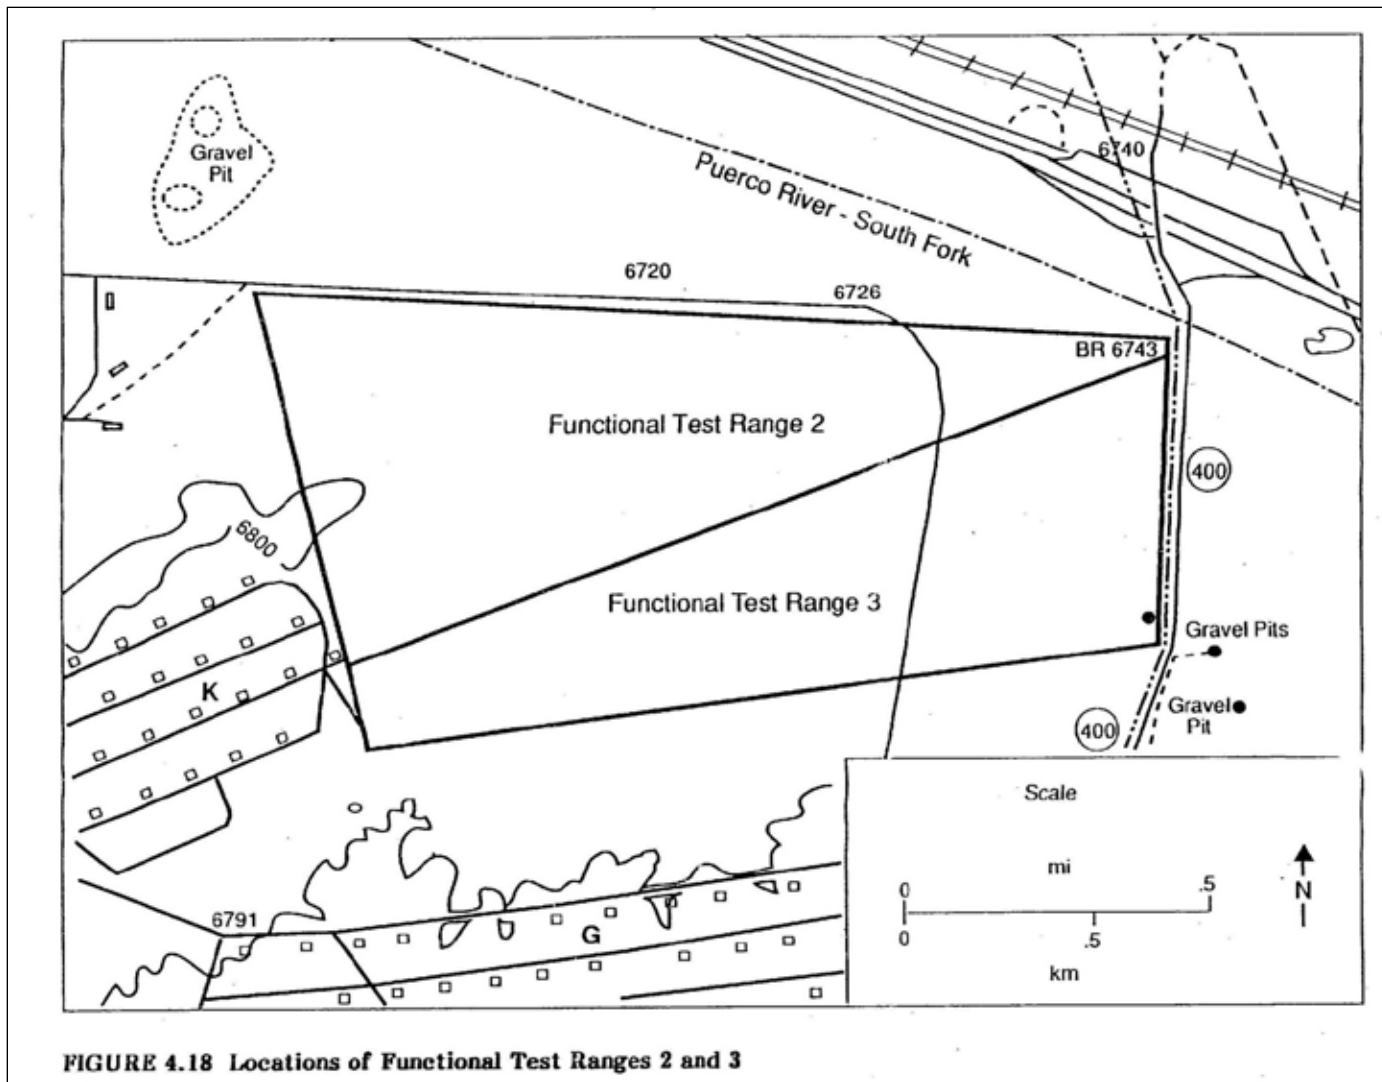 6740
Gravel
Pit
Puerco River - South Fork
6720
6726
BR 6743
Functional Test Range 2
400
6800
Functional Test Range 3
Gravel Pits
K
Gravel
Pit
400
Scale
mi
0 .5
0 .5
km
N
6791
G
FIGURE 4.18 Locations of Functional Test Ranges 2 and 3